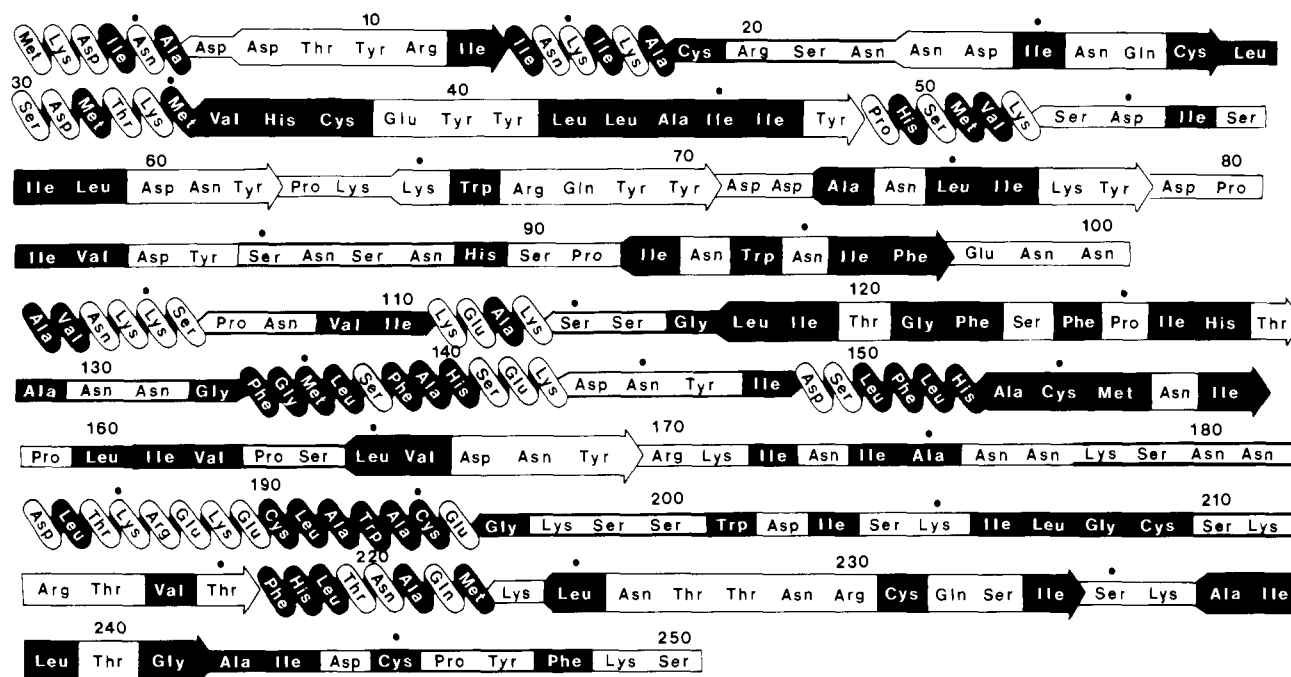 10 20
Met Lys Asp Ile Asn Ala Asp Asp Thr Tyr Arg Ile Ile Asn Lys Ile Lys Ala Cys Arg Ser Asn Asn Asp Ile Asn Gln Cys Leu
30 40 50
Ser Asp Met Thr Lys Met Val His Cys Glu Tyr Tyr Leu Leu Ala Ile Ile Tyr Pro His Ser Met Val Lys Ser Asp Ile Ser
60 70 80
Ile Leu Asp Asn Tyr Pro Lys Lys Trp Arg Gln Tyr Tyr Asp Asp Ala Asn Leu Ile Lys Tyr Asp Pro
90 100
Ile Val Asp Tyr Ser Asn Ser Asn His Ser Pro Ile Asn Trp Asn Ile Phe Glu Asn Asn
110 120
Ala Val Asn Lys Lys Ser Pro Asn Val Ile Lys Glu Ala Lys Ser Ser Gly Leu Ile Thr Gly Phe Ser Phe Pro Ile His Thr
130 140 150
Ala Asn Asn Gly Phe Gly Met Leu Ser Phe Ala His Ser Glu Lys Asp Asn Tyr Ile Asp Ser Leu Phe Leu His Ala Cys Met Asn Ile
160 170 180
Pro Leu Ile Val Pro Ser Leu Val Asp Asn Tyr Arg Lys Ile Asn Ile Ala Asn Asn Lys Ser Asn Asn
190 200 210
Asp Leu Thr Lys Arg Glu Lys Glu Cys Leu Ala Trp Ala Cys Glu Gly Lys Ser Ser Trp Asp Ile Ser Lys Ile Leu Gly Cys Ser Lys
220 230
Arg Thr Val Thr Phe His Leu Thr Asn Ala Gln Met Lys Leu Asn Thr Thr Asn Arg Cys Gln Ser Ile Ser Lys Ala Ile
240 250
Leu Thr Gly Ala Ile Asp Cys Pro Tyr Phe Lys Ser